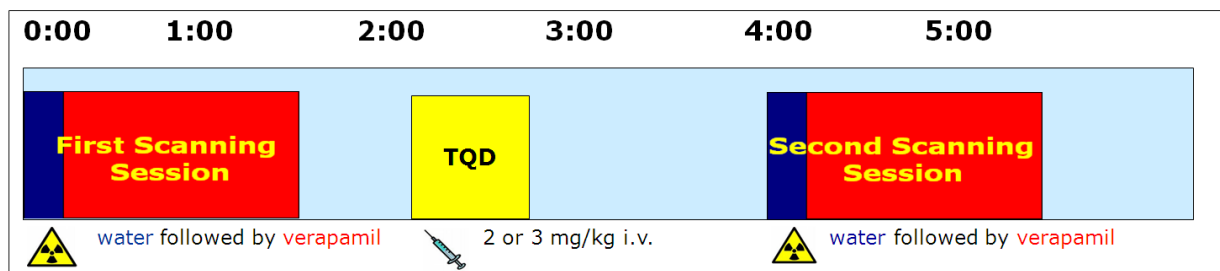 0:00 1:00 2:00 3:00 4:00 5:00
First Scanning
Session
TQD
Second Scanning
Session
water followed by verapamil
2 or 3 mg/kg i.v.
water followed by verapamil